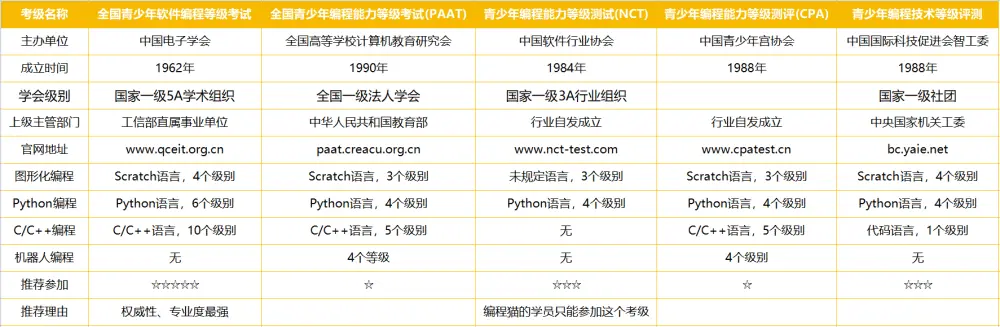 考级名称 全国青少年软件编程等级考试 全国青少年编程能力等级考试(PAAT) 青少年编程能力等级测试(NCT) 青少年编程能力等级测评(CPA) 青少年编程技术等级评测
主办单位 中国电子学会 全国高等学校计算机教育研究会 中国软件行业协会 中国青少年宫协会 中国国际科技促进会智工委
成立时间 1962年 1990年 1984年 1988年 1988年
学会级别 国家一级5A学术组织 全国一级法人学会 国家一级3A行业组织 国家一级社团
上级主管部门 工信部直属事业单位 中华人民共和国教育部 行业自发成立 行业自发成立 中央国家机关工委
官网地址 www.qceit.org.cn paat.creacu.org.cn www.nct-test.com www.cpatest.cn bc.yaie.net
图形化编程 Scratch语言，4个级别 Scratch语言，3个级别 未规定语言，3个级别 Scratch语言，3个级别 Scratch语言，4个级别
Python编程 Python语言，6个级别 Python语言，4个级别 Python语言，4个级别 Python语言，4个级别 Python语言，4个级别
C/C++编程 C/C++语言，10个级别 C/C++语言，5个级别 无 C/C++语言，5个级别 代码语言，1个级别
机器人编程 无 4个等级 无 4个级别 无
推荐参加 ☆☆☆☆☆ ☆ ☆☆☆ ☆ ☆☆☆
推荐理由 权威性、专业度最强 编程猫的学员只能参加这个考级